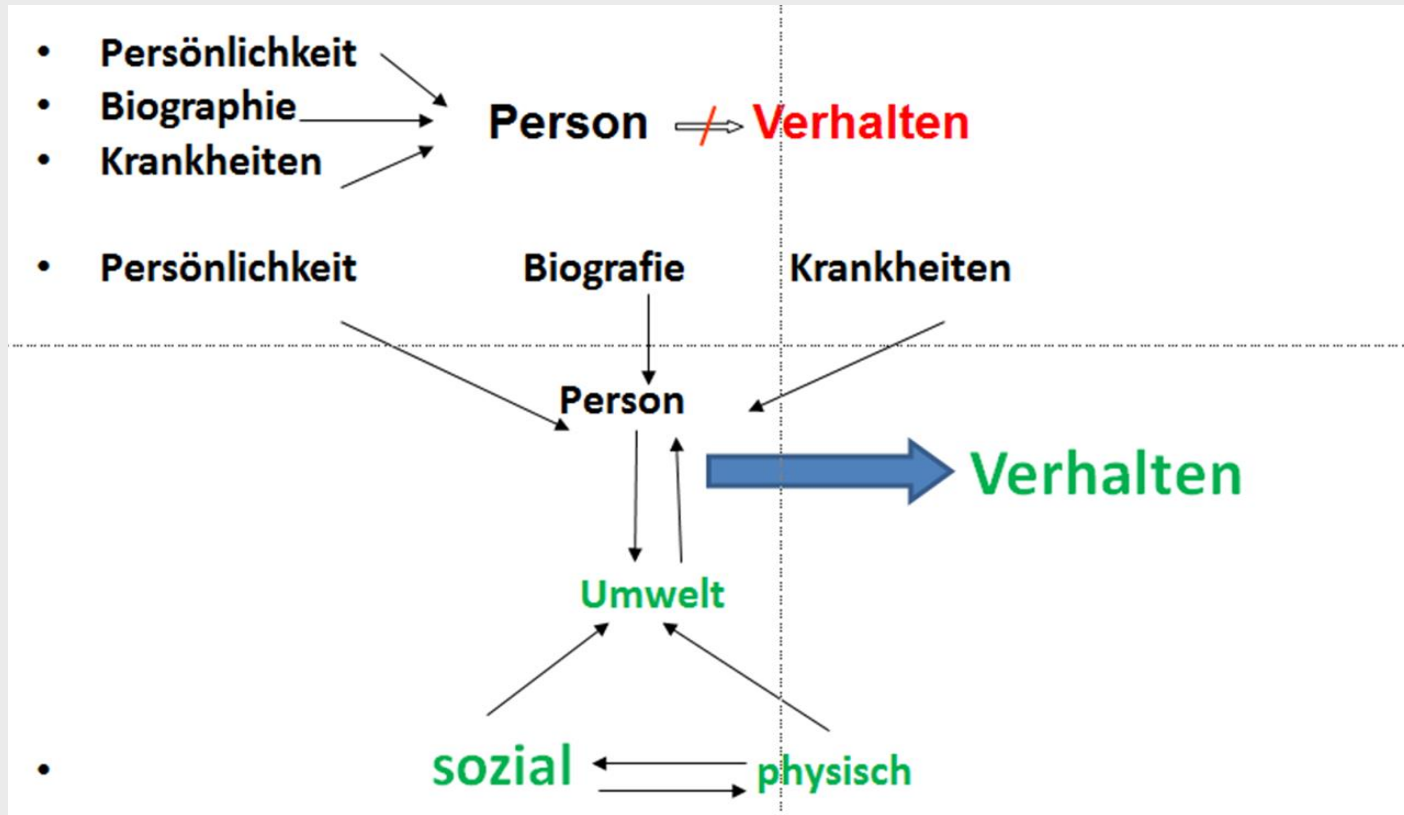 • Persönlichkeit
• Biographie
Person Verhalten
• Krankheiten
• Persönlichkeit Biografie Krankheiten
Person
Verhalten
Umwelt
• sozial physisch